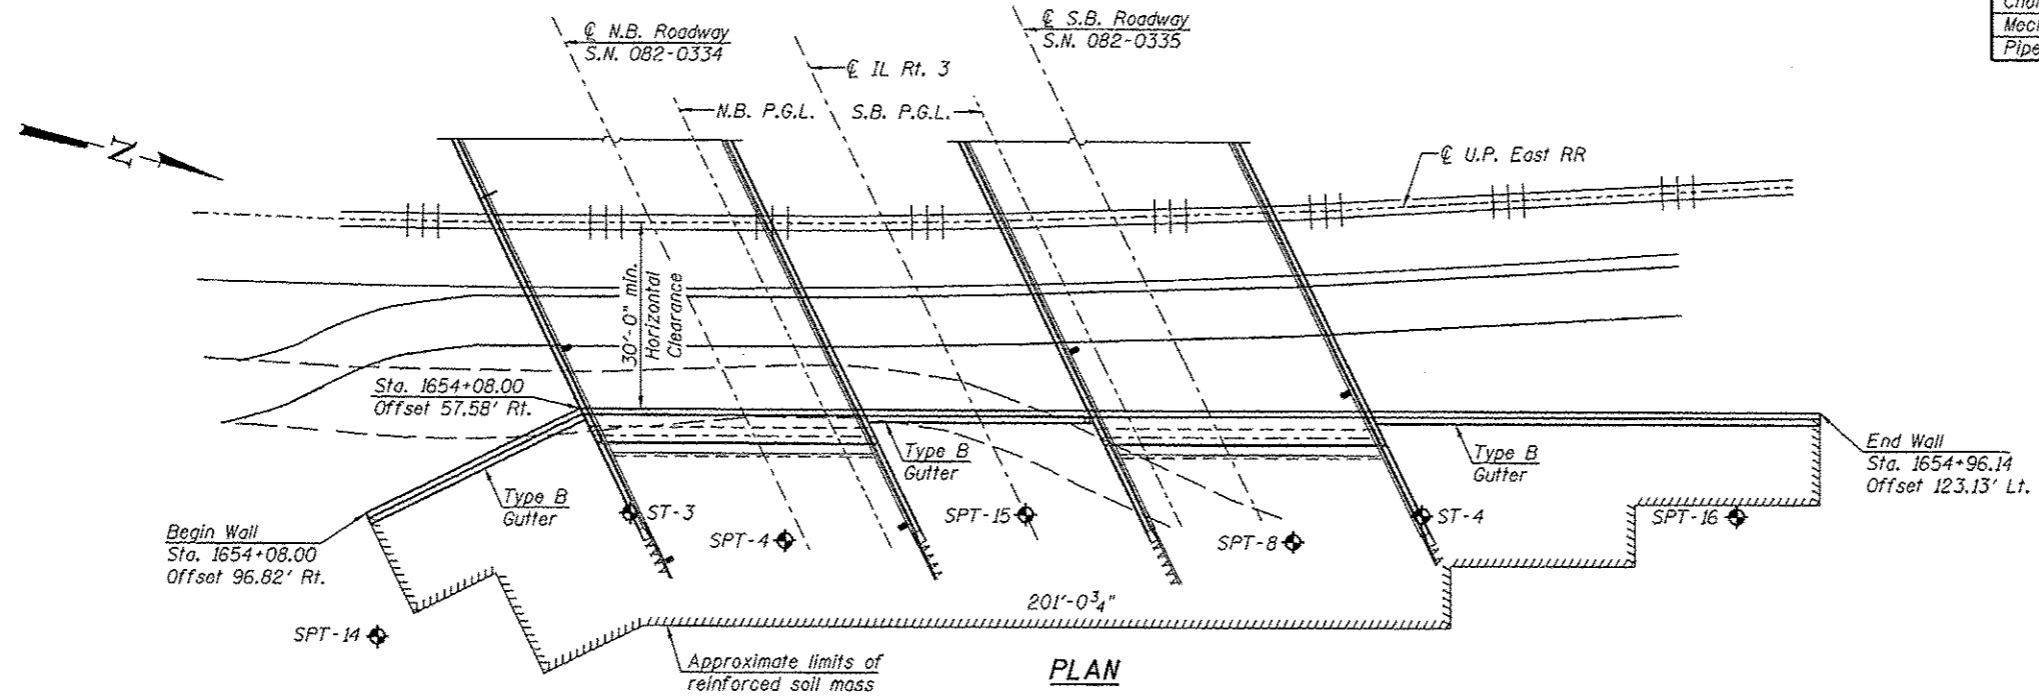 ℄ N.B. Roadway
S.N. 082-0334
℄ S.B. Roadway
S.N. 082-0335
℄ IL Rt. 3
N.B. P.G.L.
S.B. P.G.L.
Pipe
N
℄ U.P. East RR
30'-0" min.
Horizontal
Clearance
Sta. 1654+08.00
Offset 57.58' Rt.
Type B
Gutter
Type B
Gutter
Type B
Gutter
End Wall
Sta. 1654+96.14
Offset 123.13' Lt.
Begin Wall
Sta. 1654+08.00
Offset 96.82' Rt.
ST-3
SPT-4
SPT-15
SPT-8
ST-4
SPT-16
SPT-14
201'-0¾"
Approximate limits of
reinforced soil mass
PLAN